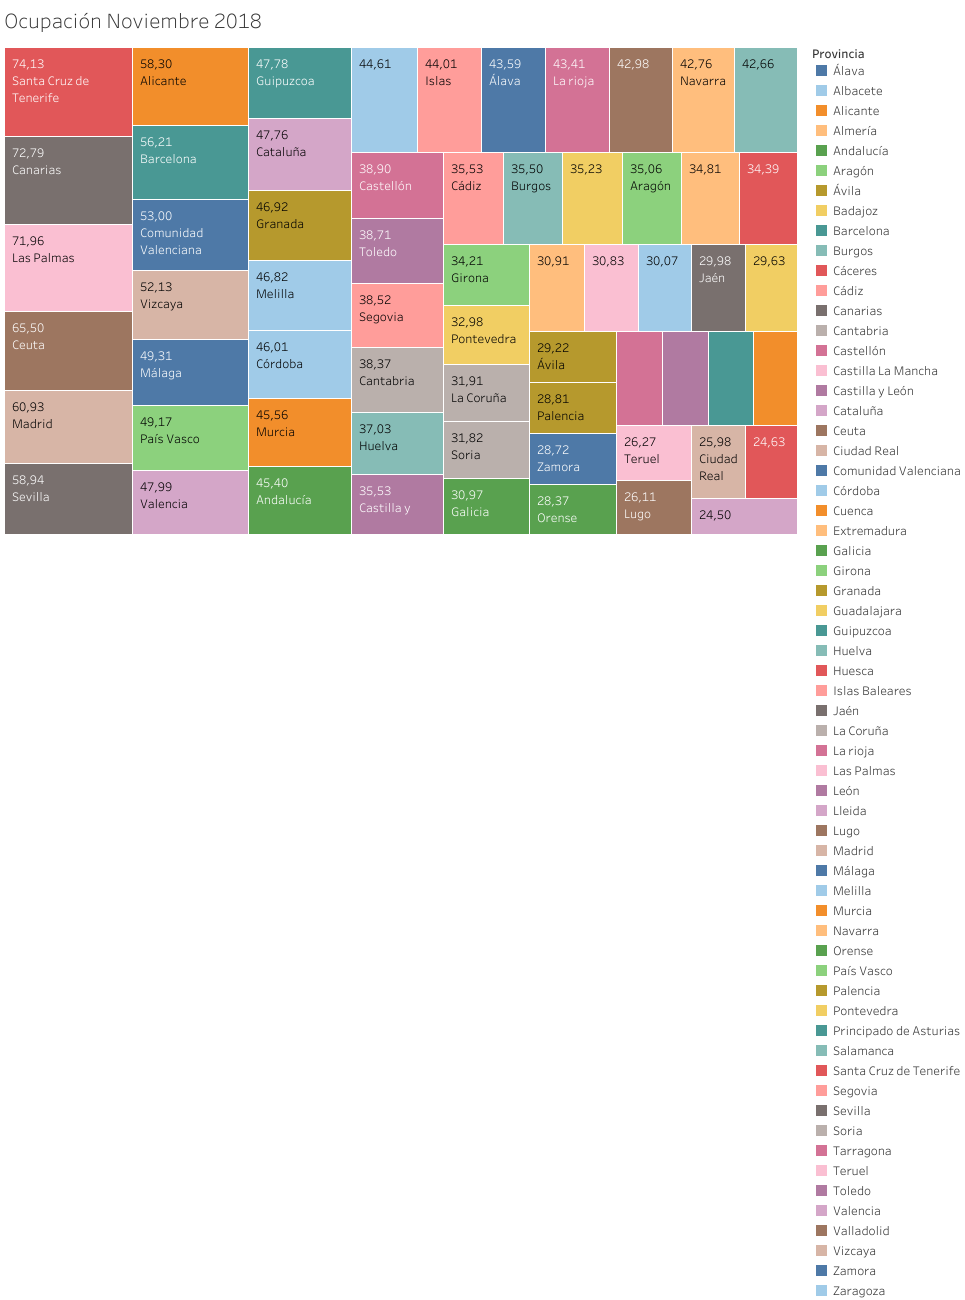 Ocupación Noviembre 2018
74,13
Santa Cruz de
Tenerife
72,79
Canarias
71,96
Las Palmas
65,50
Ceuta
60,93
Madrid
58,94
Sevilla
58,30
Alicante
56,21
Barcelona
53,00
Comunidad
Valenciana
52,13
Vizcaya
49,31
Málaga
49,17
País Vasco
47,99
Valencia
47,78
Guipuzcoa
47,76
Cataluña
46,92
Granada
46,82
Melilla
46,01
Córdoba
45,56
Murcia
45,40
Andalucía
44,61
44,01
Islas
43,59
Álava
43,41
La rioja
42,98
42,76
Navarra
42,66
38,90
Castellón
38,71
Toledo
38,52
Segovia
38,37
Cantabria
37,03
Huelva
35,53
Castilla y
35,53
Cádiz
35,50
Burgos
35,23
35,06
Aragón
34,81
34,39
34,21
Girona
32,98
Pontevedra
31,91
La Coruña
31,82
Soria
30,97
Galicia
30,91
30,83
30,07
29,98
Jaén
29,63
29,22
Ávila
28,81
Palencia
28,72
Zamora
28,37
Orense
26,27
Teruel
26,11
Lugo
25,98
Ciudad
Real
24,63
24,50
Provincia
Álava
Albacete
Alicante
Almería
Andalucía
Aragón
Ávila
Badajoz
Barcelona
Burgos
Cáceres
Cádiz
Canarias
Cantabria
Castellón
Castilla La Mancha
Castilla y León
Cataluña
Ceuta
Ciudad Real
Comunidad Valenciana
Córdoba
Cuenca
Extremadura
Galicia
Girona
Granada
Guadalajara
Guipuzcoa
Huelva
Huesca
Islas Baleares
Jaén
La Coruña
La rioja
Las Palmas
León
Lleida
Lugo
Madrid
Málaga
Melilla
Murcia
Navarra
Orense
País Vasco
Palencia
Pontevedra
Principado de Asturias
Salamanca
Santa Cruz de Tenerife
Segovia
Sevilla
Soria
Tarragona
Teruel
Toledo
Valencia
Valladolid
Vizcaya
Zamora
Zaragoza